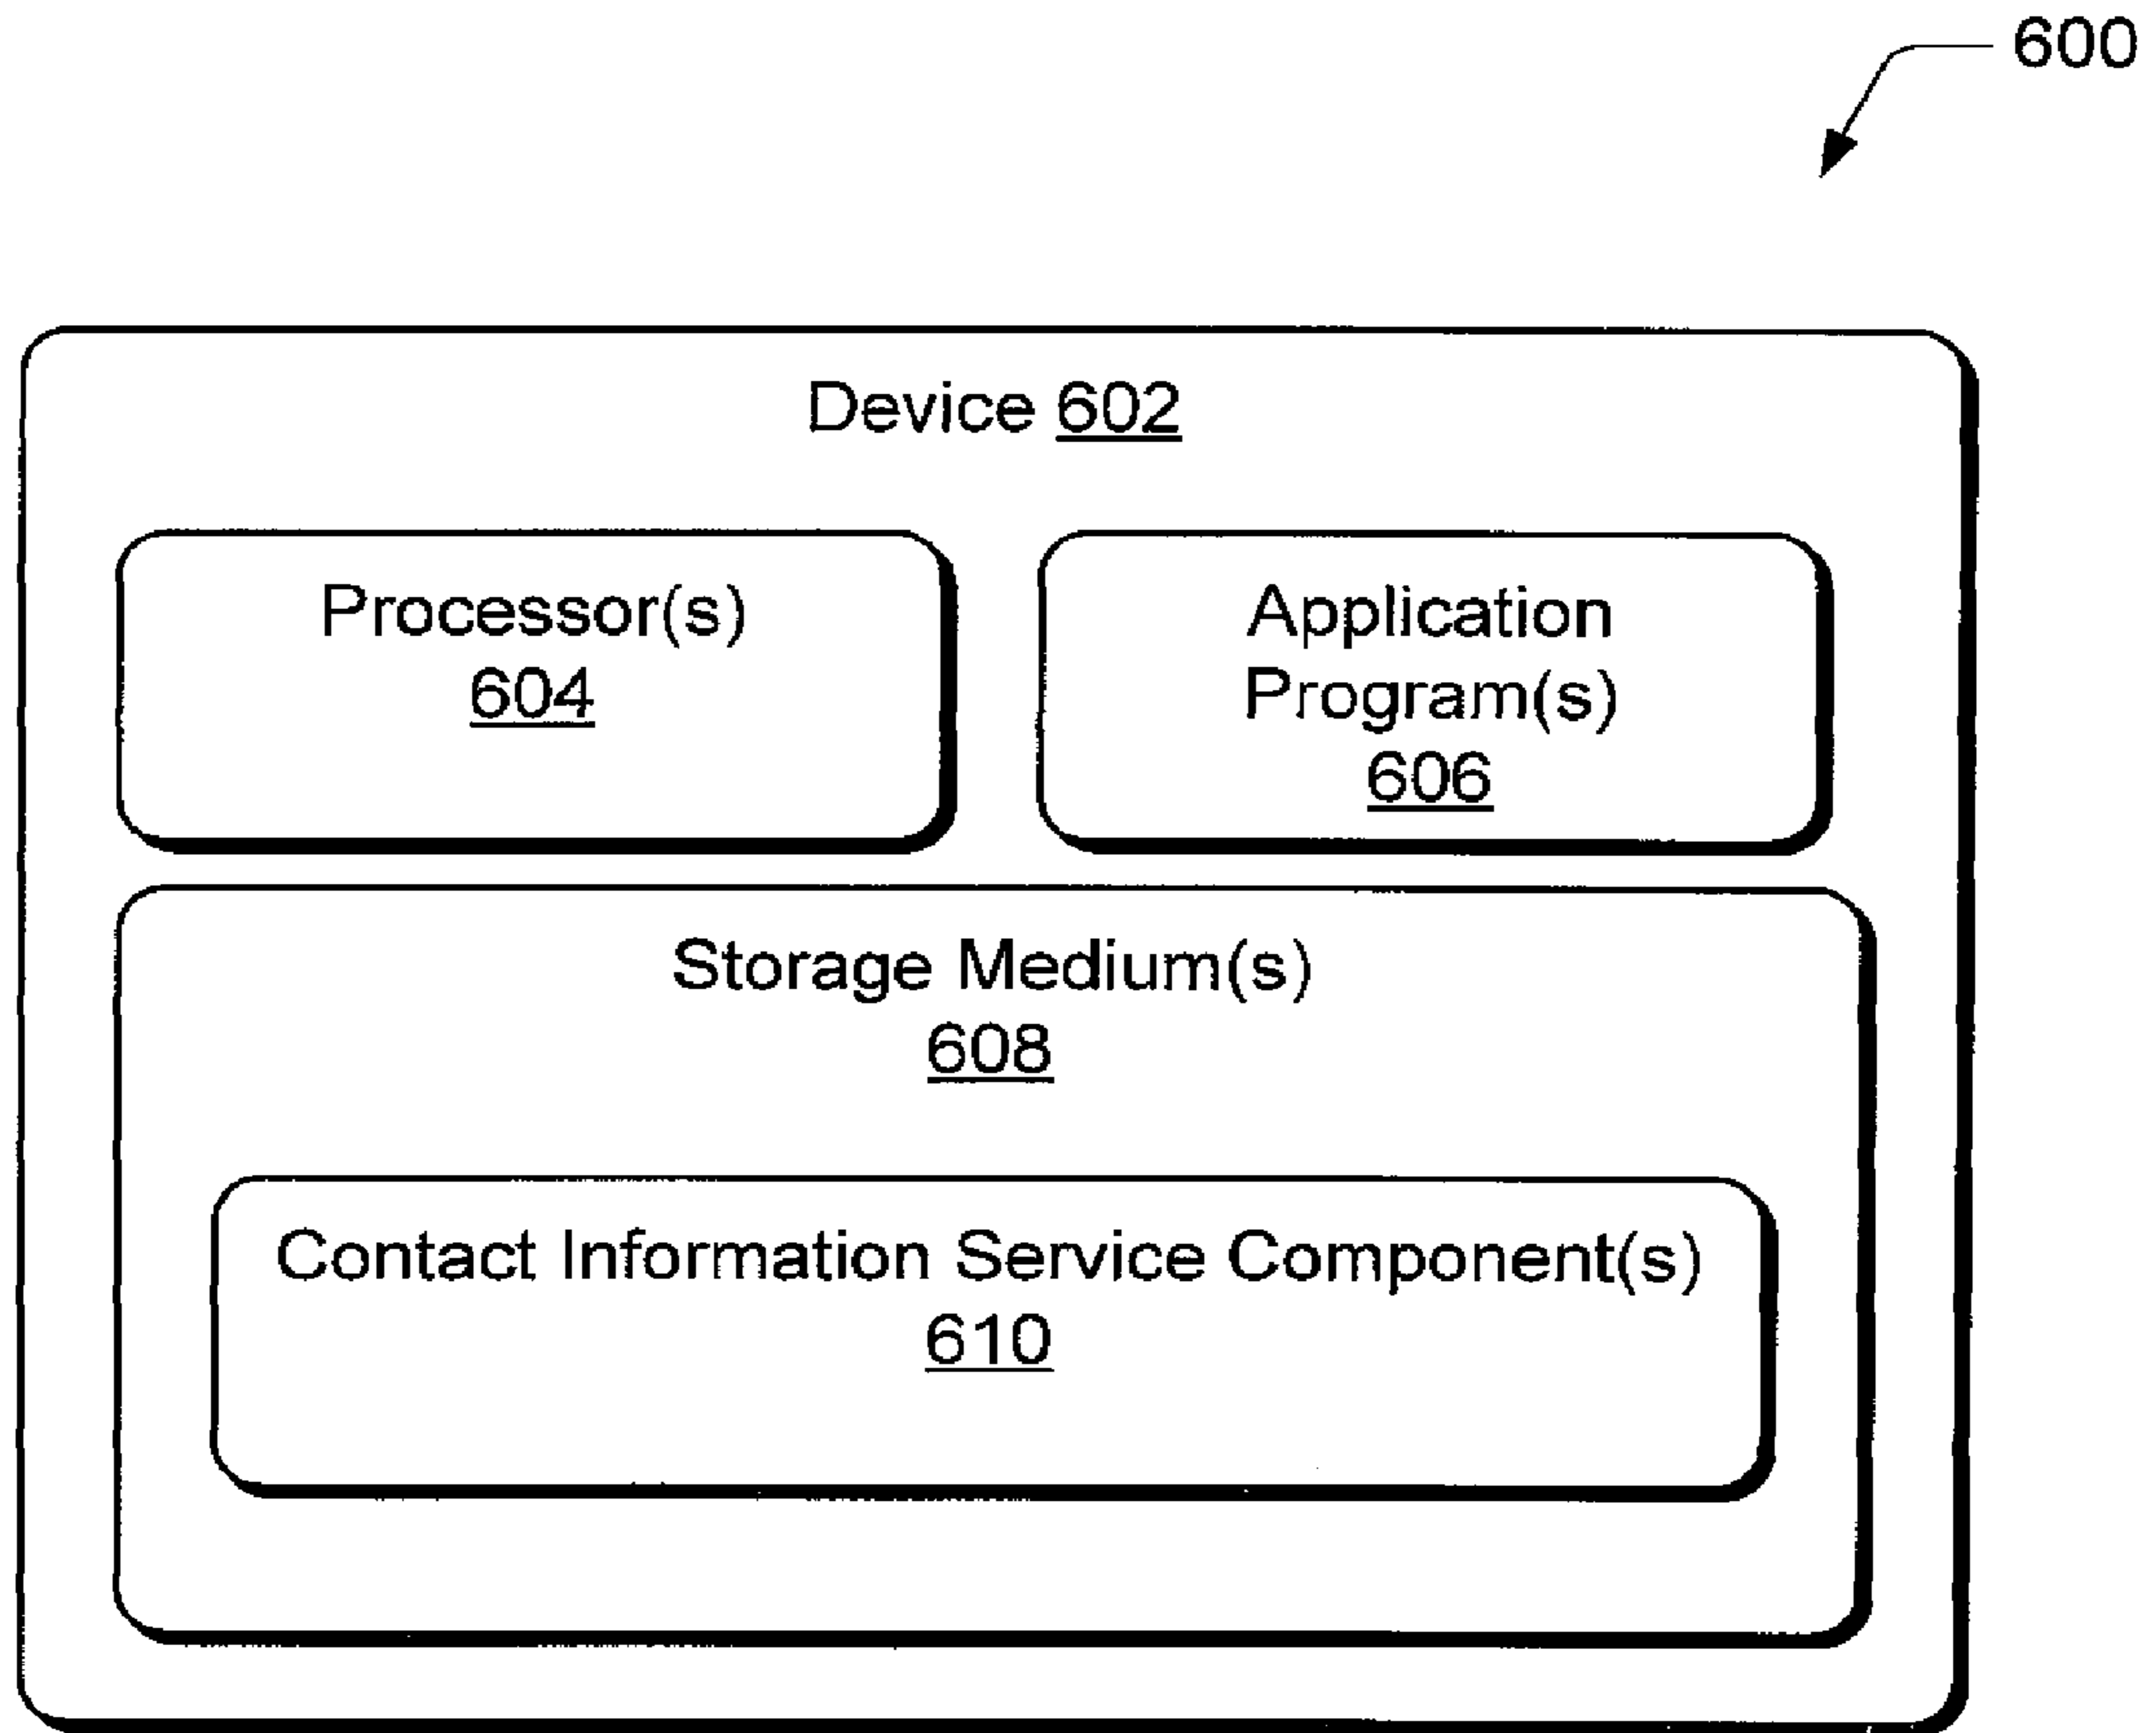 600
Device 602
Processor(s)
604
Application
Program(s)
606
Storage Medium(s)
608
Contact Information Service Component(s)
610